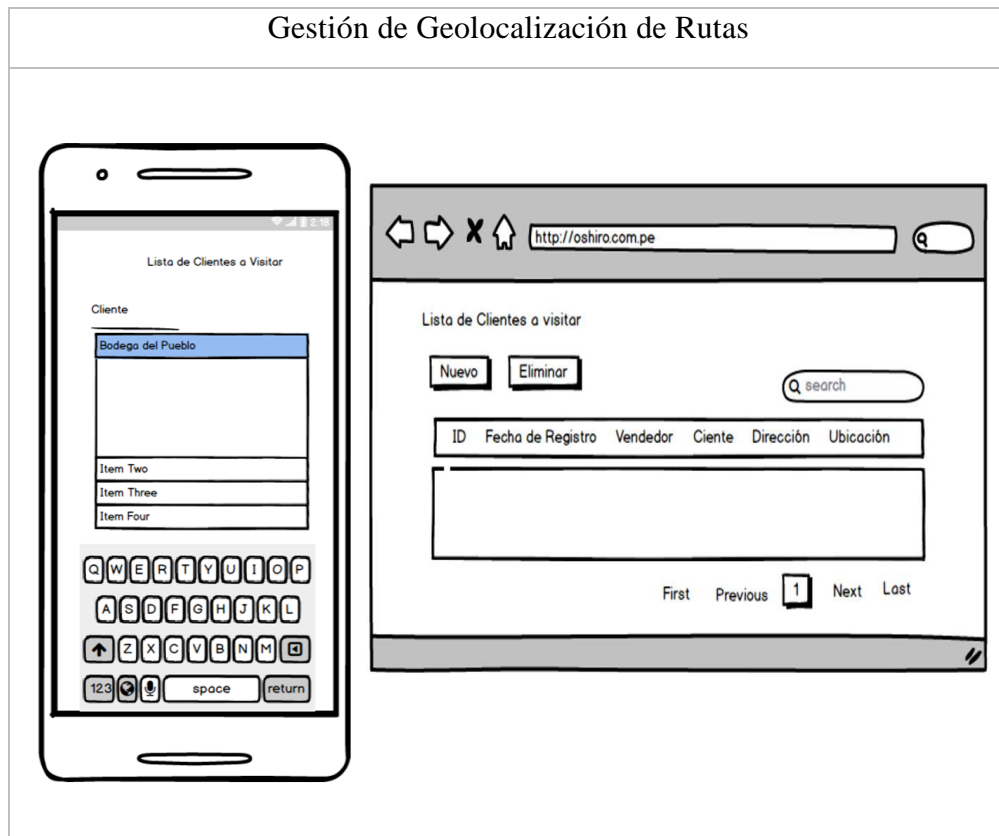 Gestión de Geolocalización de Rutas
2:18
Lista de Clientes a Visitar
Cliente
Bodega del Pueblo
Item Two
Item Three
Item Four
Q W E R T Y U I O P
A S D F G H J K L
Z X C V B N M
123 space return
http://oshiro.com.pe
Lista de Clientes a visitar
Nuevo Eliminar
search
ID Fecha de Registro Vendedor Ciente Dirección Ubicación
First Previous 1 Next Last